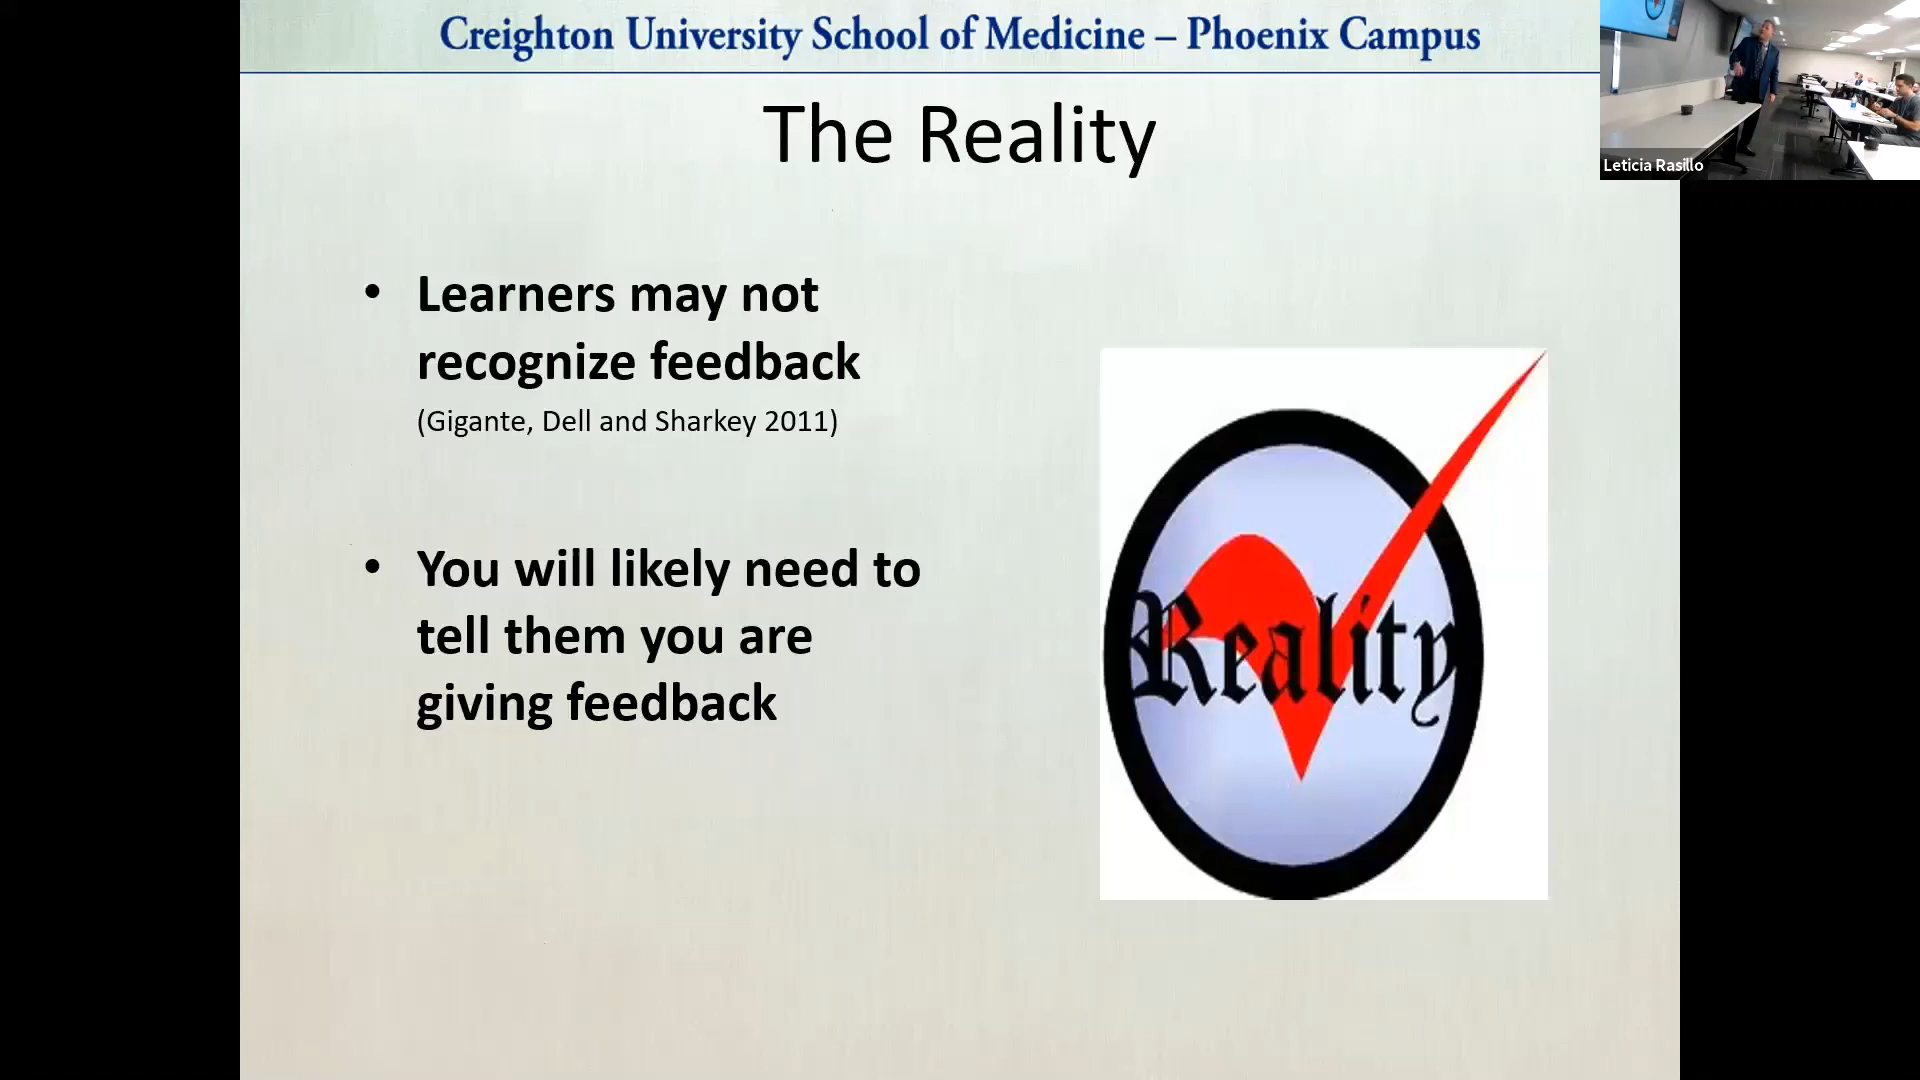 Creighton University School of Medicine – Phoenix Campus
The Reality
Leticia Rasillo
• Learners may not
recognize feedback
(Gigante, Dell and Sharkey 2011)
• You will likely need to
tell them you are
giving feedback
Reality